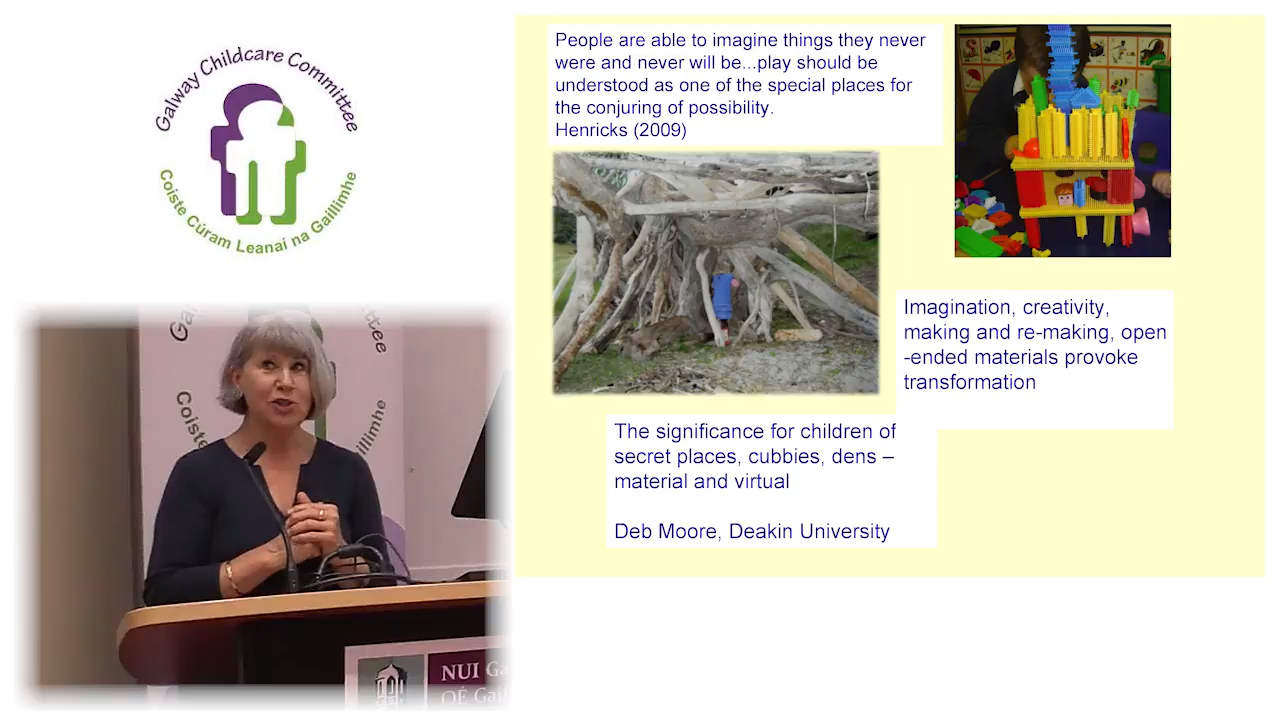 Galway Childcare Committee
Coiste Cúram Leanaí na Gaillimhe
People are able to imagine things they never
were and never will be...play should be
understood as one of the special places for
the conjuring of possibility.
Henricks (2009)
Imagination, creativity,
making and re-making, open
-ended materials provoke
transformation
The significance for children of
secret places, cubbies, dens –
material and virtual
Deb Moore, Deakin University
Coiste
NUI Ga
OÉ Gail